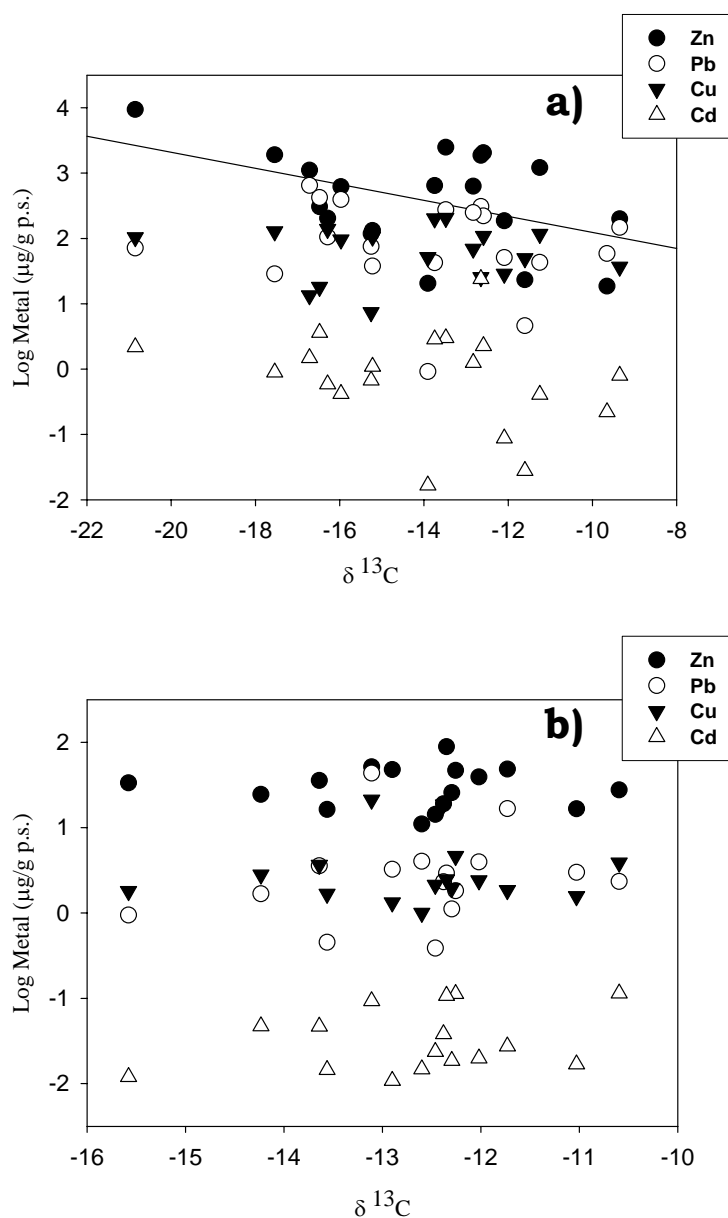 Zn
Pb
Cu
Cd
a)
4
3
2
1
0
-1
-2
Log Metal (µg/g p.s.)
-22 -20 -18 -16 -14 -12 -10 -8
δ 13C
Zn
Pb
Cu
Cd
b)
2
1
0
-1
-2
Log Metal (µg/g p.s.)
-16 -15 -14 -13 -12 -11 -10
δ 13C